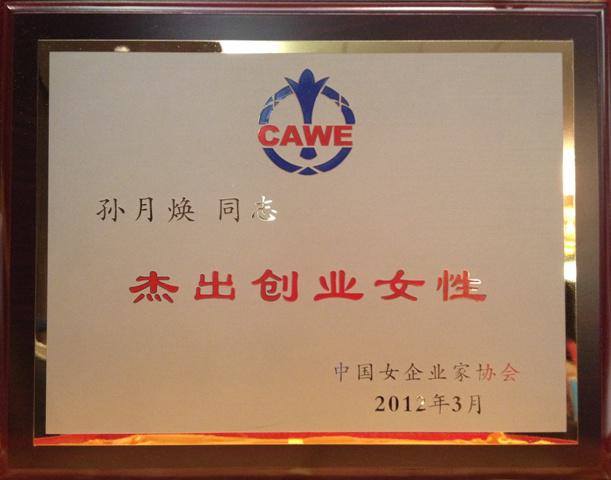 CAWE
孙月焕 同志
杰出创业女性
中国女企业家协会
2012年3月